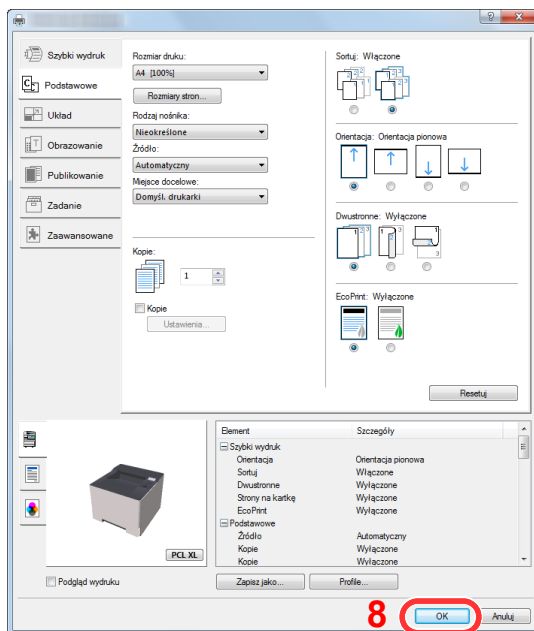 Szybki wydruk
Podstawowe
Układ
Obrazowanie
Publikowanie
Zadanie
Zaawansowane
Rozmiar druku:
A4 [100%]
Rozmiary stron...
Rodzaj nośnika:
Nieokreślone
Źródło:
Automatyczny
Miejsce docelowe:
Domyśl. drukarki
Kopie:
1
Kopie
Ustawienia...
Sortuj: Włączone
Orientacja: Orientacja pionowa
Dwustronne: Wyłączone
EcoPrint: Wyłączone
Resetuj
PCL XL
Podgląd wydruku
Element Szczegóły
Szybki wydruk
Orientacja Orientacja pionowa
Sortuj Włączone
Dwustronne Wyłączone
Strony na kartkę Wyłączone
EcoPrint Wyłączone
Podstawowe
Źródło Automatyczny
Kopie Wyłączone
Kopie Wyłączone
Zapisz jako... Profile...
8 OK Anuluj